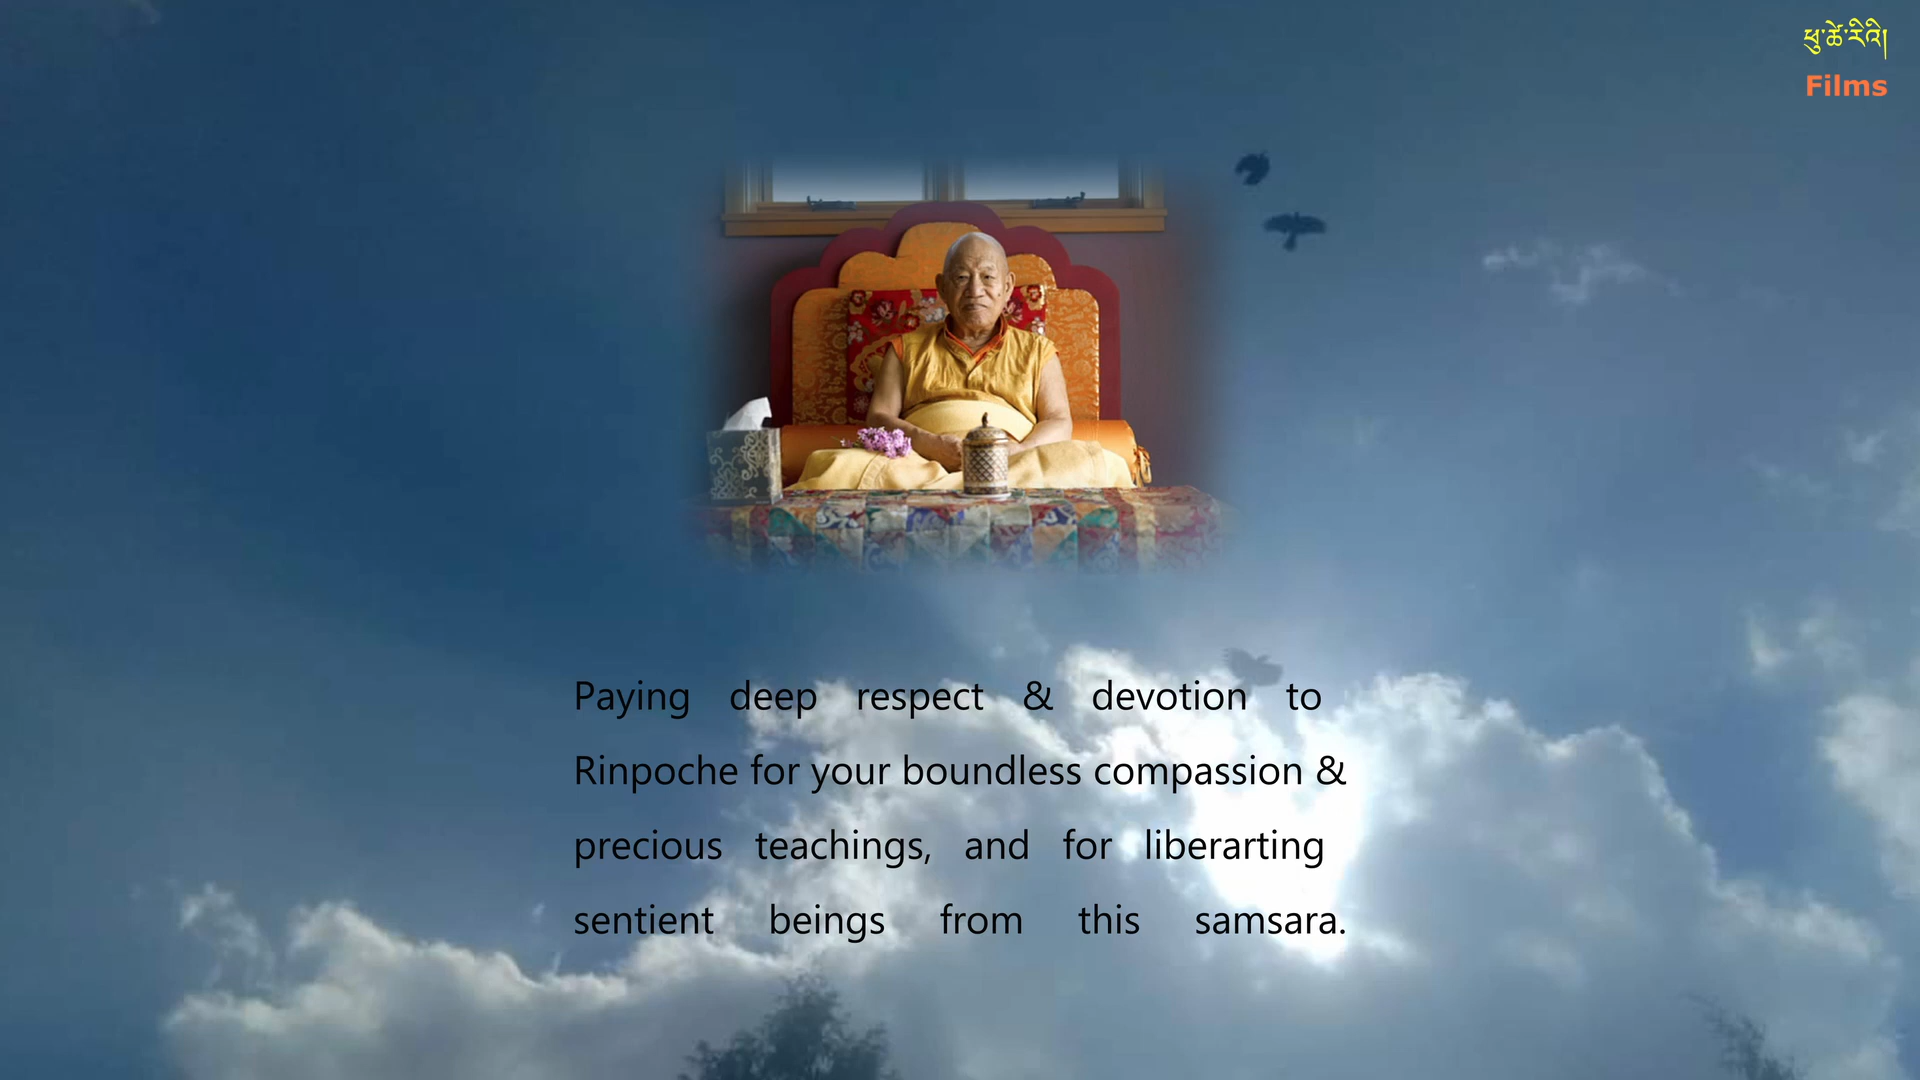 ཕུ་ཚེ་རིའི།
Films
Paying deep respect & devotion to
Rinpoche for your boundless compassion &
precious teachings, and for liberarting
sentient beings from this samsara.